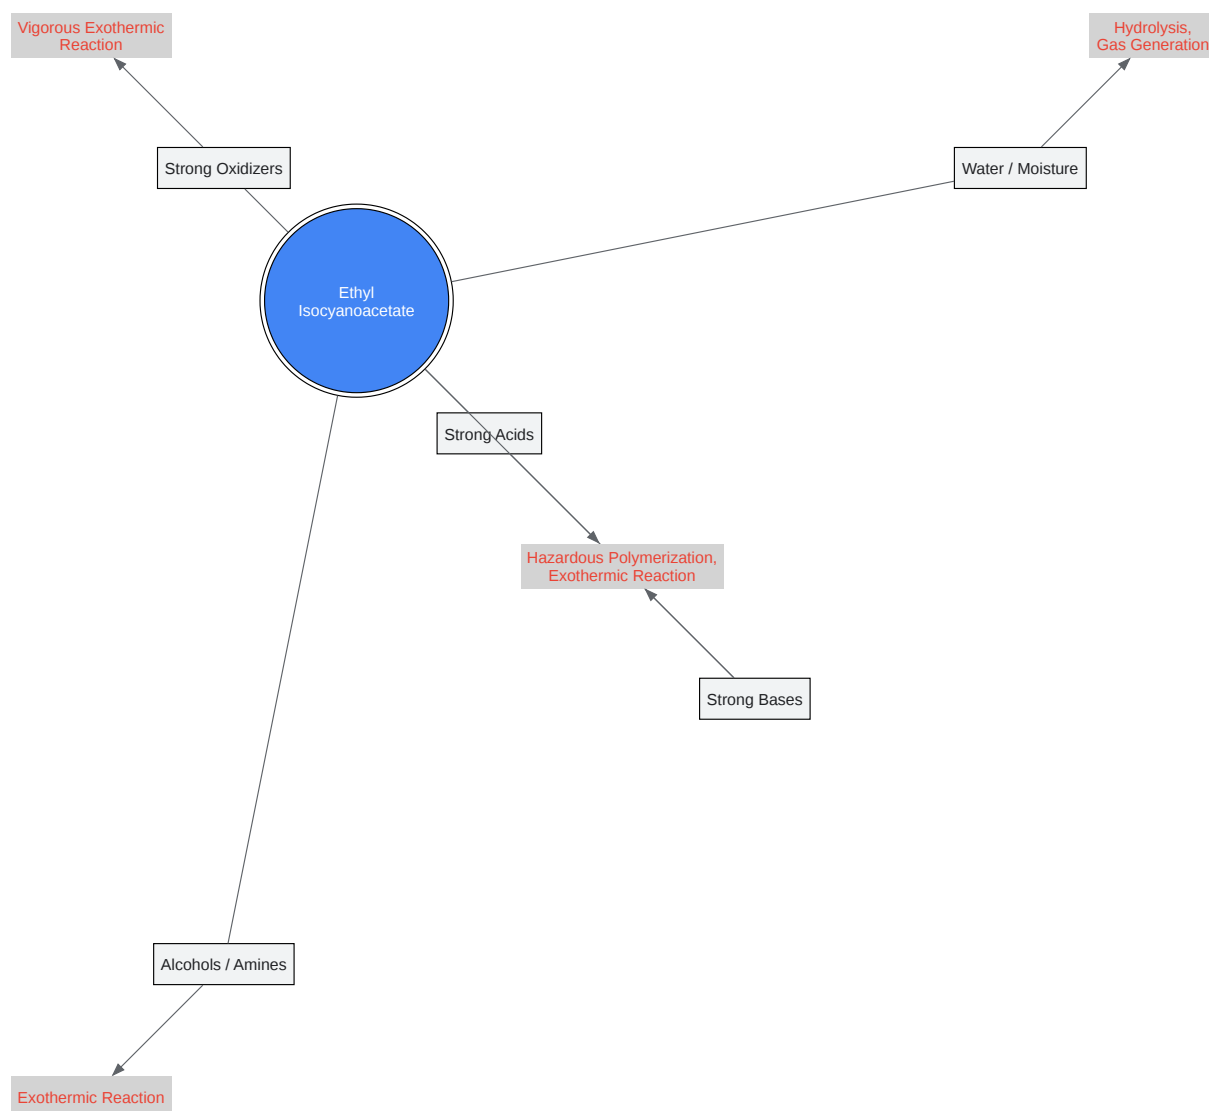 Vigorous Exothermic
Reaction
Hydrolysis,
Gas Generation
Strong Oxidizers
Water / Moisture
Ethyl
Isocyanoacetate
Strong Acids
Hazardous Polymerization,
Exothermic Reaction
Strong Bases
Alcohols / Amines
Exothermic Reaction